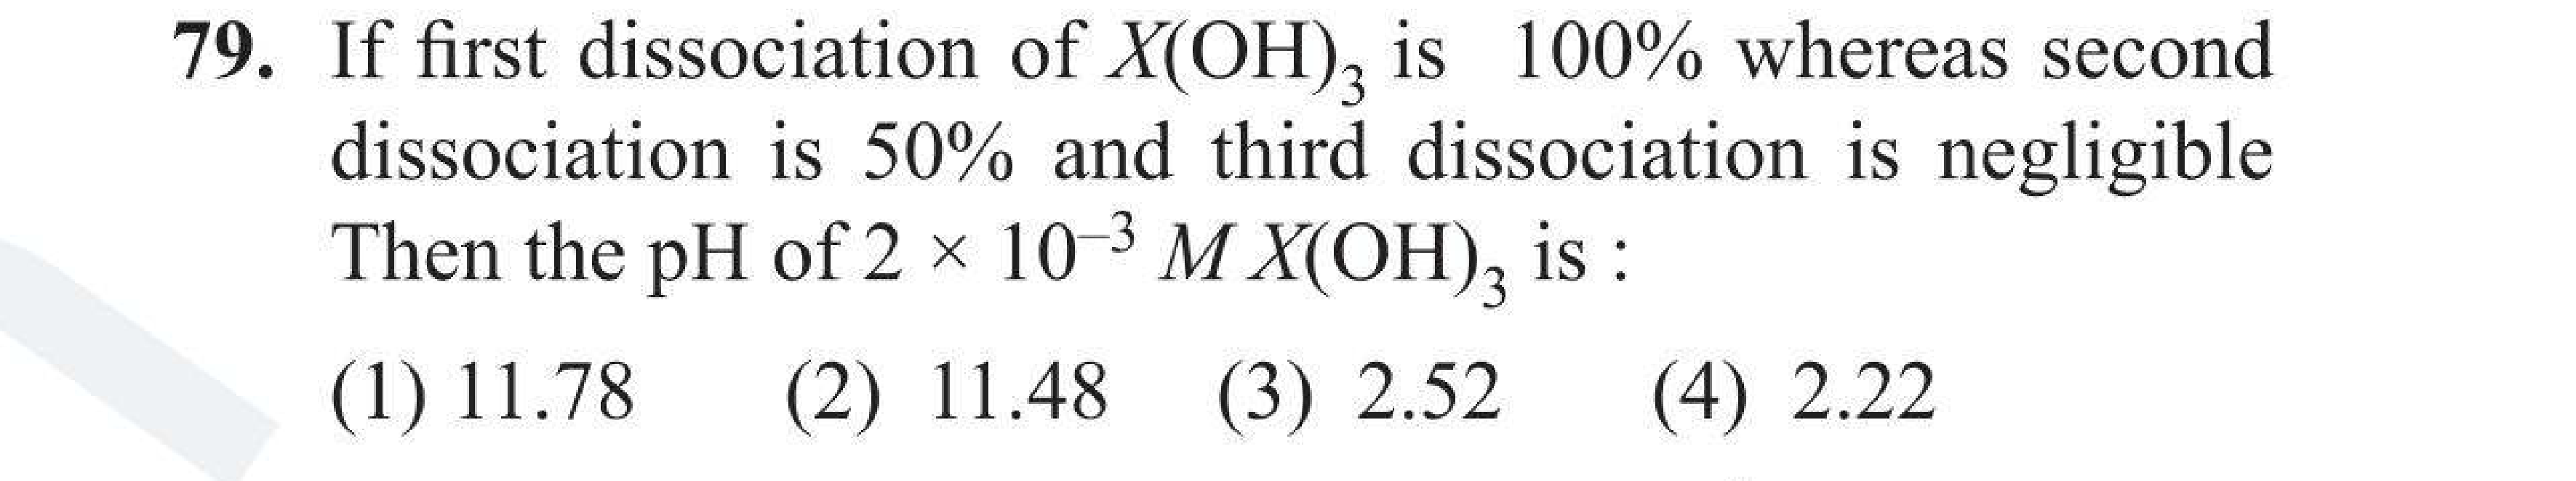 79. If first dissociation of X(OH)₃ is 100% whereas second
dissociation is 50% and third dissociation is negligible
Then the pH of 2 × 10⁻³ M X(OH)₃ is :
(1) 11.78 (2) 11.48 (3) 2.52 (4) 2.22